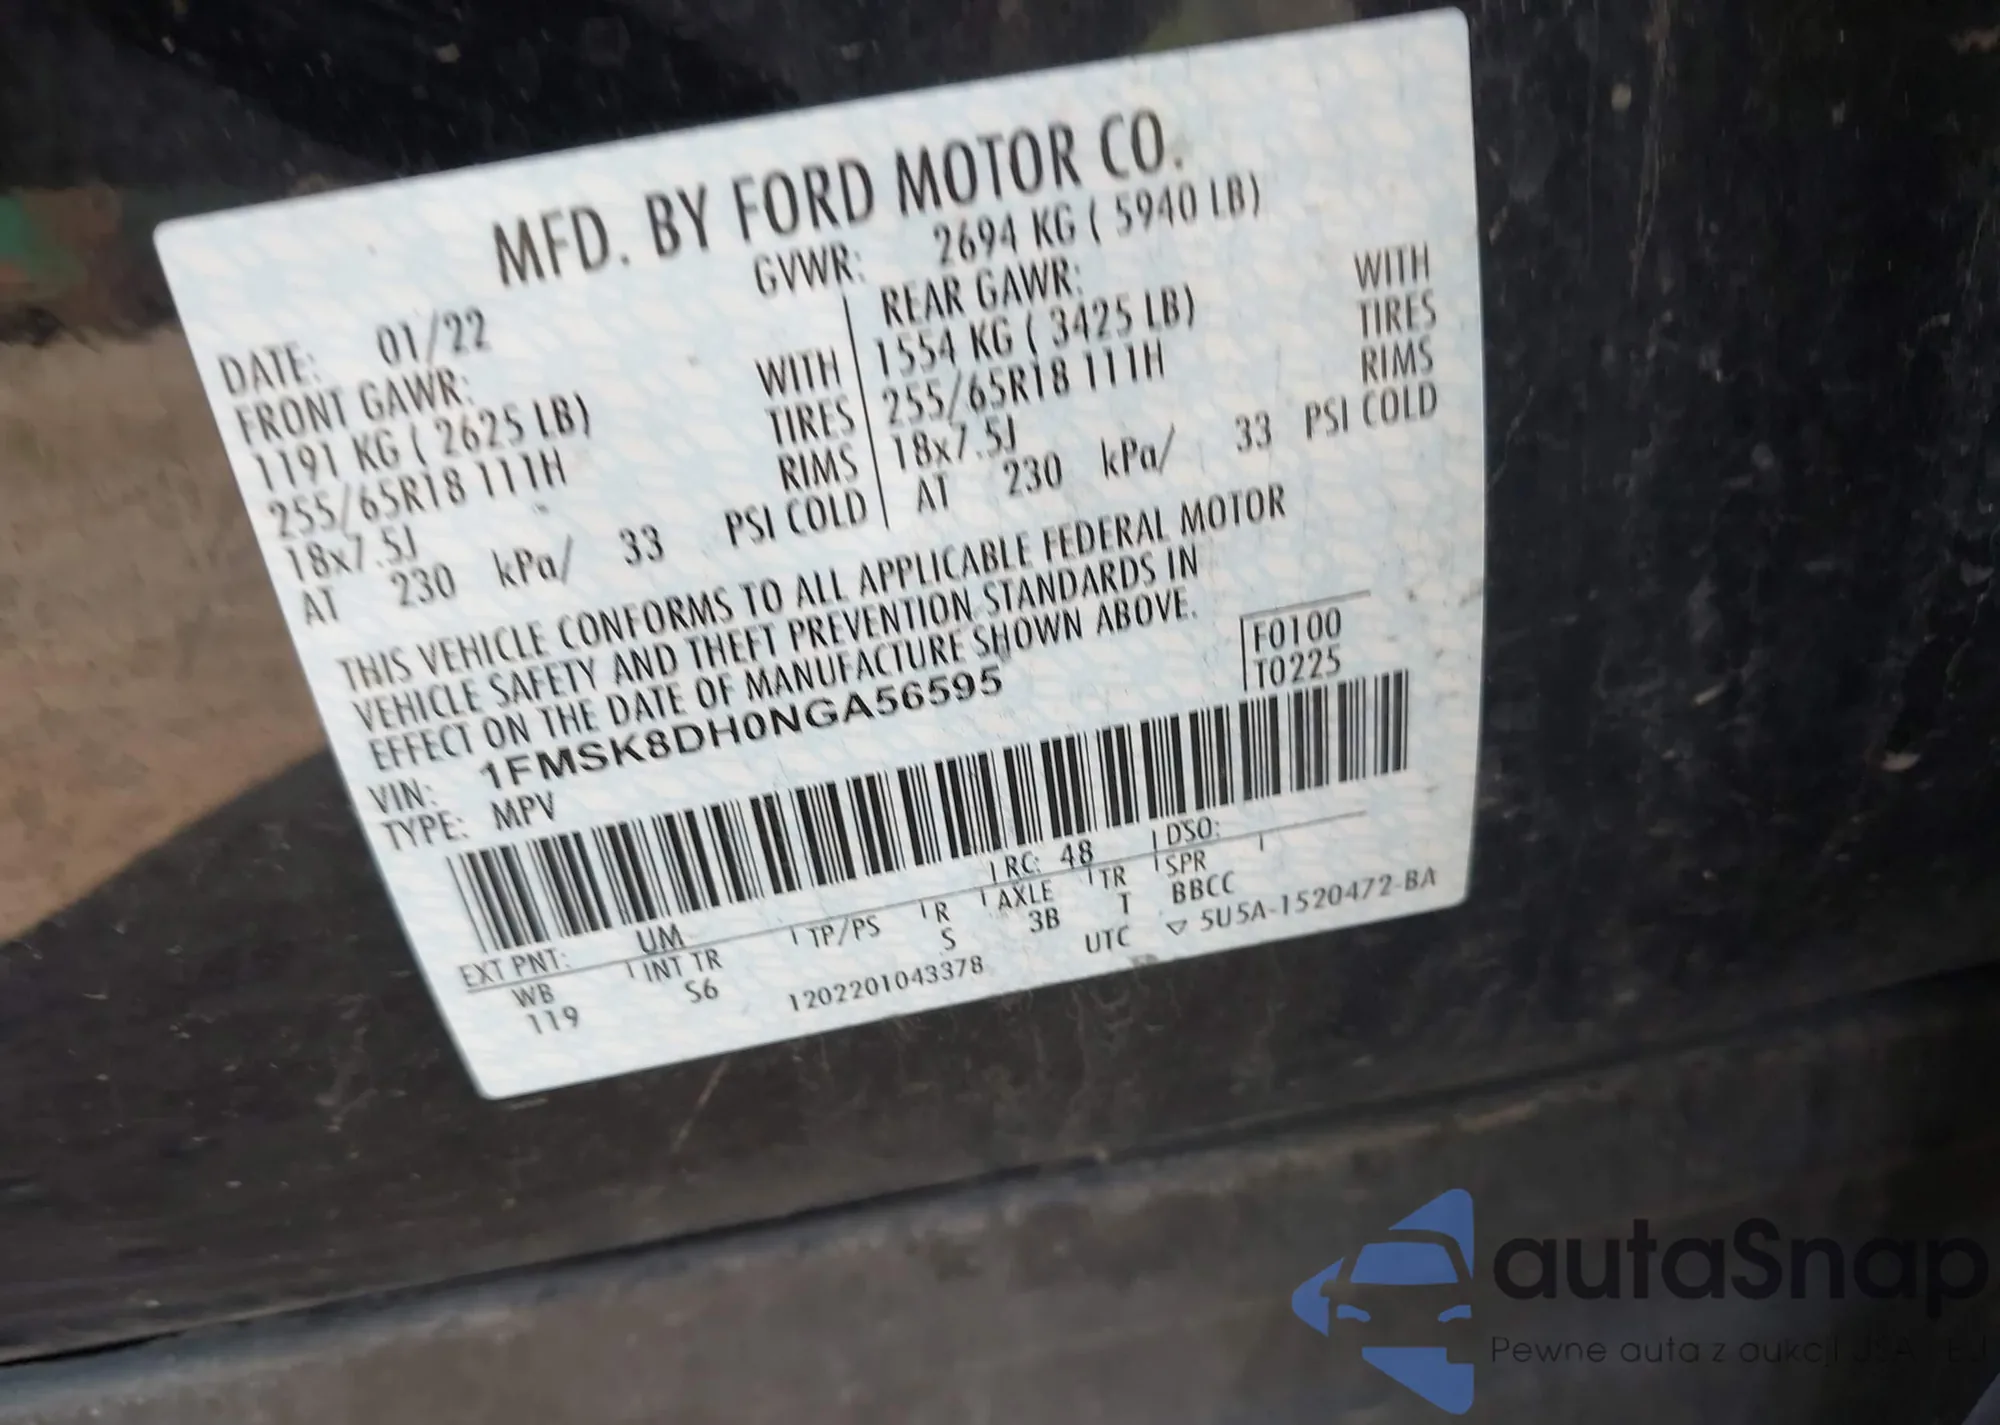 MFD. BY FORD MOTOR CO.
DATE: 01/22 GVWR: 2694 KG ( 5940 LB)
FRONT GAWR: REAR GAWR:
1191 KG ( 2625 LB) WITH 1554 KG ( 3425 LB) WITH
255/65R18 111H TIRES 255/65R18 111H TIRES
18x7.5J RIMS 18x7.5J RIMS
AT 230 kPa/ 33 PSI COLD AT 230 kPa/ 33 PSI COLD
THIS VEHICLE CONFORMS TO ALL APPLICABLE FEDERAL MOTOR
VEHICLE SAFETY AND THEFT PREVENTION STANDARDS IN
EFFECT ON THE DATE OF MANUFACTURE SHOWN ABOVE.
VIN: 1FMSK8DH0NGA56595 F0100
TYPE: MPV T0225
EXT PNT: UM RC: 48 DSO:
WB INT TR TP/PS R AXLE TR SPR
119 S6 S 3B T BBCC
1202201043378 UTC ▽ 5U5A-1520472-BA
autaSnap
Pewne auta z aukcji USA i EU